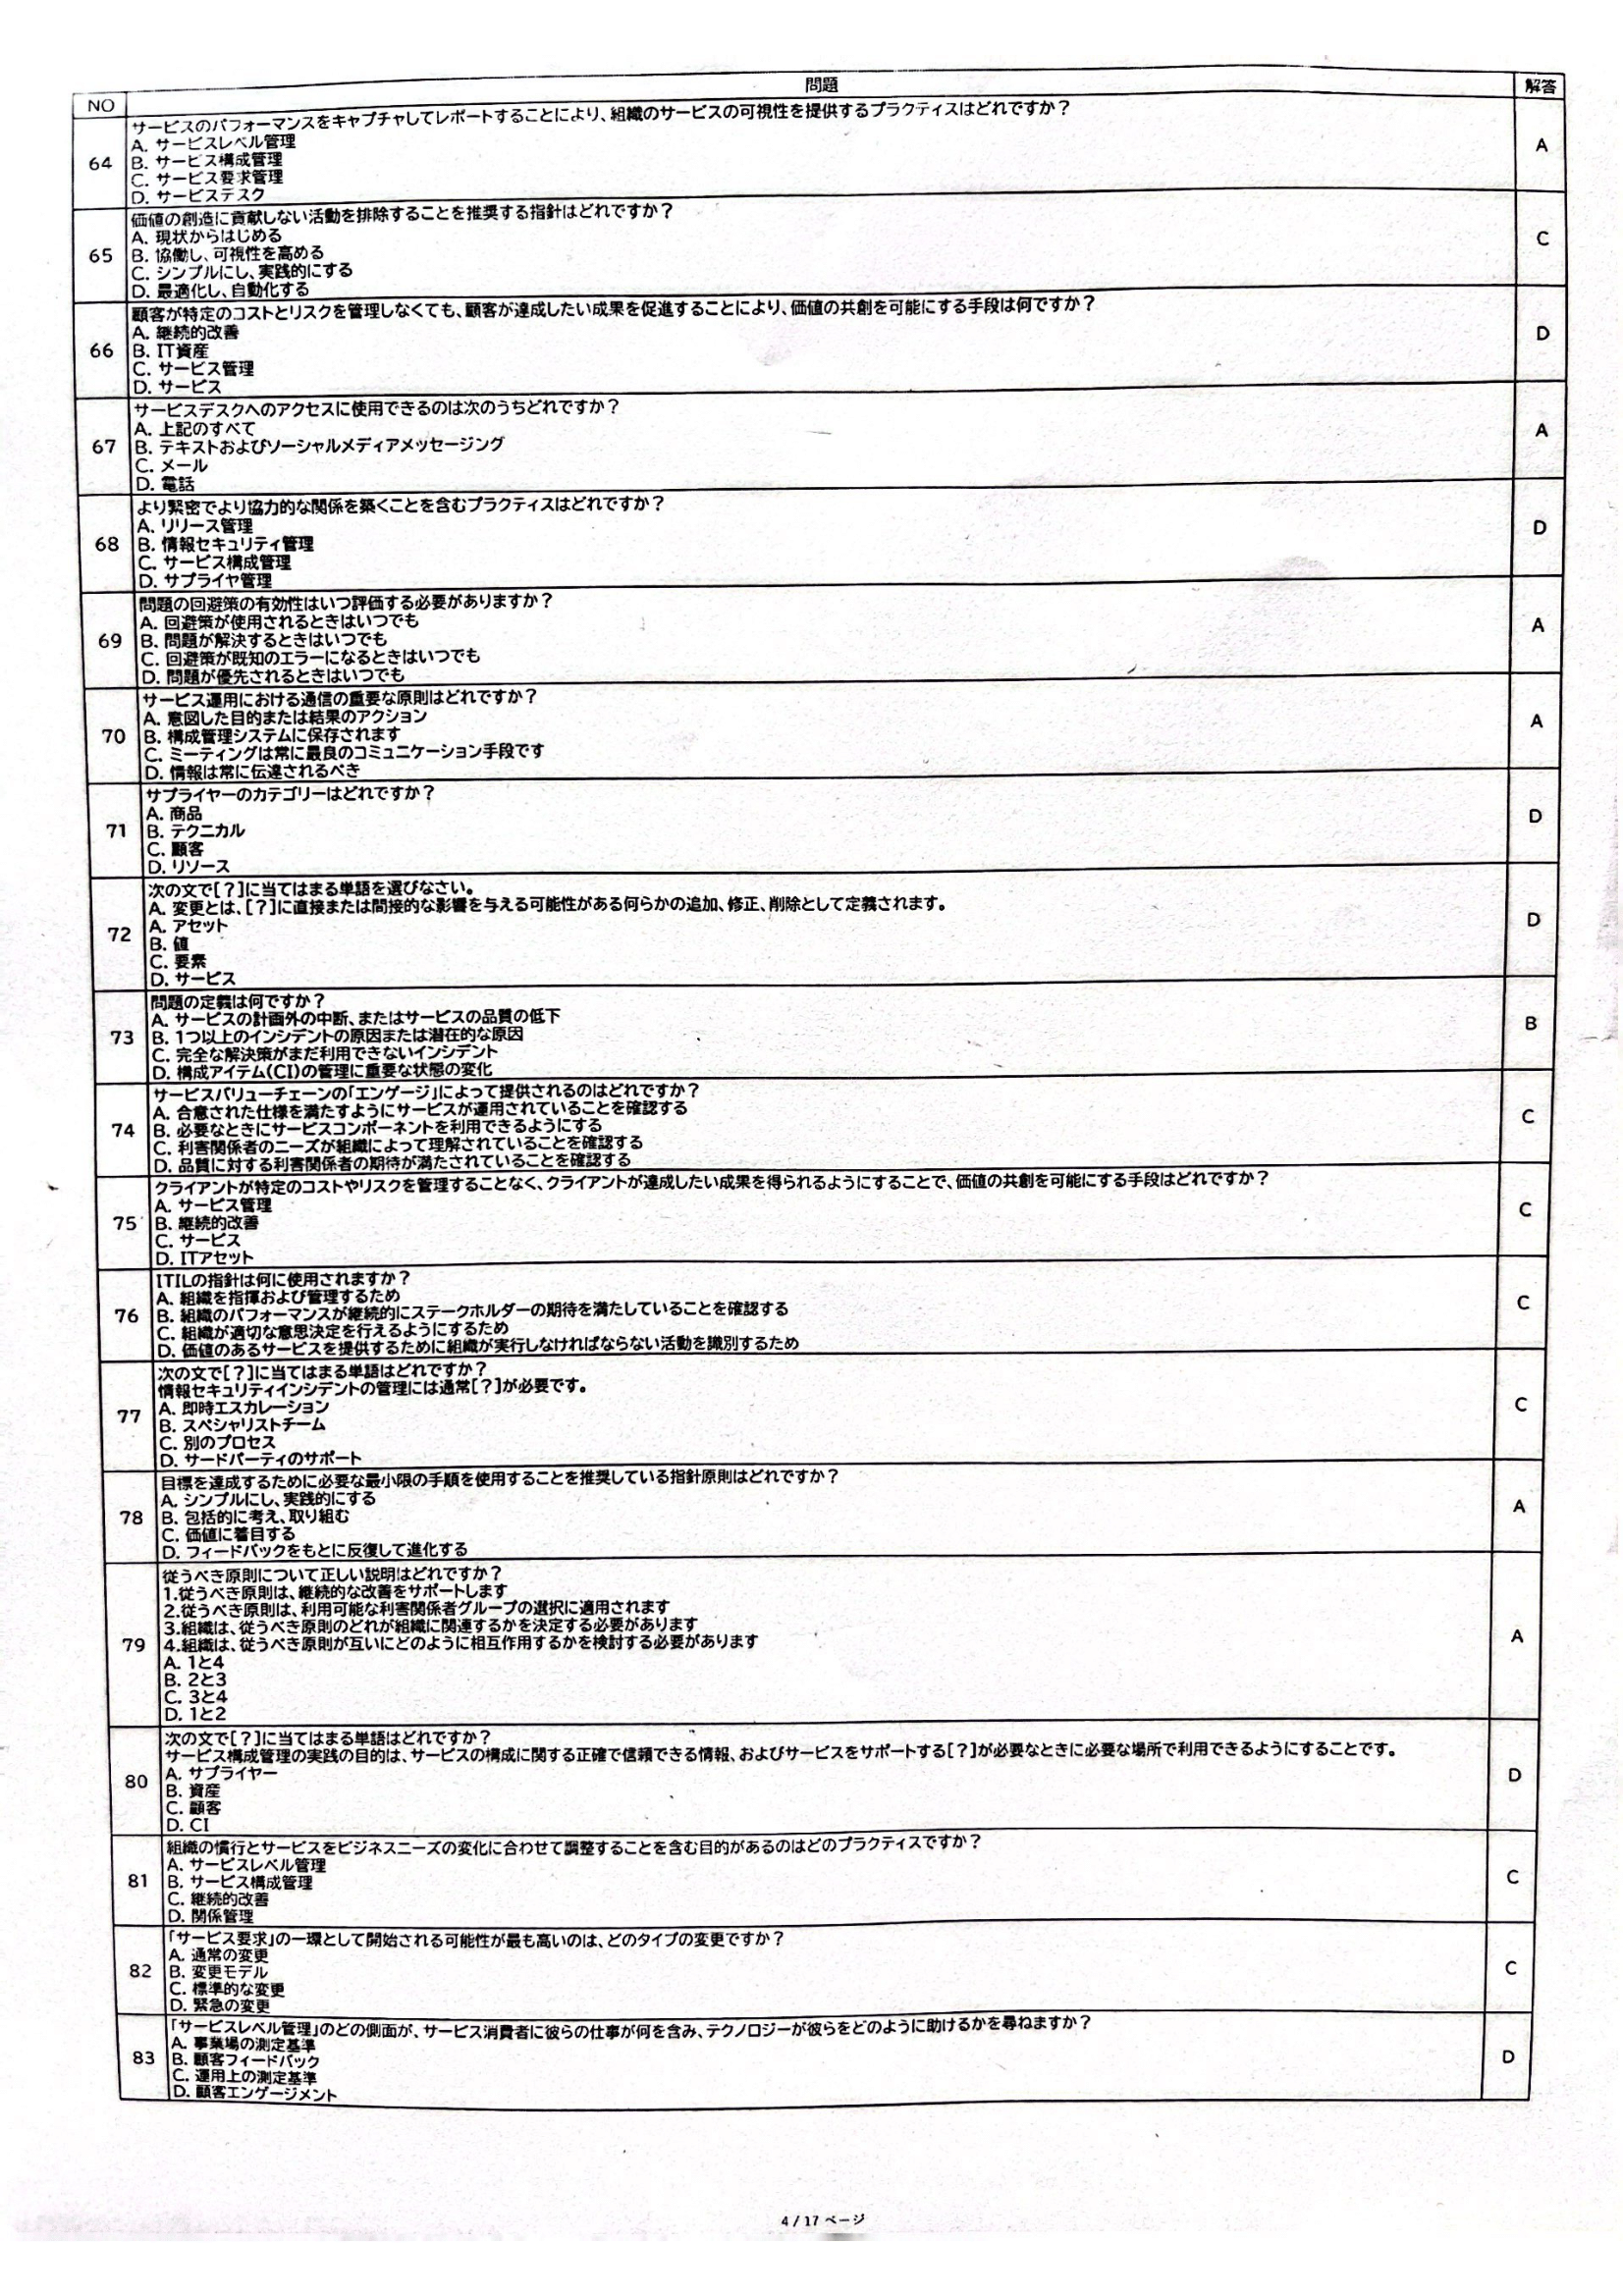 NO 問題 解答
64
サービスのパフォーマンスをキャプチャしてレポートすることにより、組織のサービスの可視性を提供するプラクティスはどれですか？
A. サービスレベル管理
B. サービス構成管理
C. サービス要求管理
D. サービステスク
A
65
価値の創造に貢献しない活動を排除することを推奨する指針はどれですか？
A. 現状からはじめる
B. 協働し、可視性を高める
C. シンプルにし、実践的にする
D. 最適化し、自動化する
C
66
顧客が特定のコストとリスクを管理しなくても、顧客が達成したい成果を促進することにより、価値の共創を可能にする手段は何ですか？
A. 継続的改善
B. IT資産
C. サービス管理
D. サービス
D
67
サービスデスクへのアクセスに使用できるのは次のうちどれですか？
A. 上記のすべて
B. テキストおよびソーシャルメディアメッセージング
C. メール
D. 電話
A
68
より緊密でより協力的な関係を築くことを含むプラクティスはどれですか？
A. リリース管理
B. 情報セキュリティ管理
C. サービス構成管理
D. サプライヤ管理
D
69
問題の回避策の有効性はいつ評価する必要がありますか？
A. 回避策が使用されるときはいつでも
B. 問題が解決するときはいつでも
C. 回避策が既知のエラーになるときはいつでも
D. 問題が優先されるときはいつでも
A
70
サービス運用における通信の重要な原則はどれですか？
A. 意図した目的または結果のアクション
B. 構成管理システムに保存されます
C. ミーティングは常に最良のコミュニケーション手段です
D. 情報は常に伝達されるべき
A
71
サプライヤーのカテゴリーはどれですか？
A. 商品
B. テクニカル
C. 顧客
D. リソース
D
72
次の文で[？]に当てはまる単語を選びなさい。
A. 変更とは、[？]に直接または間接的な影響を与える可能性がある何らかの追加、修正、削除として定義されます。
A. アセット
B. 値
C. 要素
D. サービス
D
73
問題の定義は何ですか？
A. サービスの計画外の中断、またはサービスの品質の低下
B. 1つ以上のインシデントの原因または潜在的な原因
C. 完全な解決策がまだ利用できないインシデント
D. 構成アイテム(CI)の管理に重要な状態の変化
B
74
サービスバリューチェーンの「エンゲージ」によって提供されるのはどれですか？
A. 合意された仕様を満たすようにサービスが運用されていることを確認する
B. 必要なときにサービスコンポーネントを利用できるようにする
C. 利害関係者のニーズが組織によって理解されていることを確認する
D. 品質に対する利害関係者の期待が満たされていることを確認する
C
75
クライアントが特定のコストやリスクを管理することなく、クライアントが達成したい成果を得られるようにすることで、価値の共創を可能にする手段はどれですか？
A. サービス管理
B. 継続的改善
C. サービス
D. ITアセット
C
76
ITILの指針は何に使用されますか？
A. 組織を指揮および管理するため
B. 組織のパフォーマンスが継続的にステークホルダーの期待を満たしていることを確認する
C. 組織が適切な意思決定を行えるようにするため
D. 価値のあるサービスを提供するために組織が実行しなければならない活動を識別するため
C
77
次の文で[？]に当てはまる単語はどれですか？
情報セキュリティインシデントの管理には通常[？]が必要です。
A. 即時エスカレーション
B. スペシャリストチーム
C. 別のプロセス
D. サードパーティのサポート
C
78
目標を達成するために必要な最小限の手順を使用することを推奨している指針原則はどれですか？
A. シンプルにし、実践的にする
B. 包括的に考え、取り組む
C. 価値に着目する
D. フィードバックをもとに反復して進化する
A
79
従うべき原則について正しい説明はどれですか？
1.従うべき原則は、継続的な改善をサポートします
2.従うべき原則は、利用可能な利害関係者グループの選択に適用されます
3.組織は、従うべき原則のどれが組織に関連するかを決定する必要があります
4.組織は、従うべき原則が互いにどのように相互作用するかを検討する必要があります
A. 1と4
B. 2と3
C. 3と4
D. 1と2
A
80
次の文で[？]に当てはまる単語はどれですか？
サービス構成管理の実践の目的は、サービスの構成に関する正確で信頼できる情報、およびサービスをサポートする[？]が必要なときに必要な場所で利用できるようにすることです。
A. サプライヤー
B. 資産
C. 顧客
D. CI
D
81
組織の慣行とサービスをビジネスニーズの変化に合わせて調整することを含む目的があるのはどのプラクティスですか？
A. サービスレベル管理
B. サービス構成管理
C. 継続的改善
D. 関係管理
C
82
「サービス要求」の一環として開始される可能性が最も高いのは、どのタイプの変更ですか？
A. 通常の変更
B. 変更モデル
C. 標準的な変更
D. 緊急の変更
C
83
「サービスレベル管理」のどの側面が、サービス消費者に彼らの仕事が何を含み、テクノロジーが彼らをどのように助けるかを尋ねますか？
A. 事業場の測定基準
B. 顧客フィードバック
C. 運用上の測定基準
D. 顧客エンゲージメント
D
4 / 17 ページ